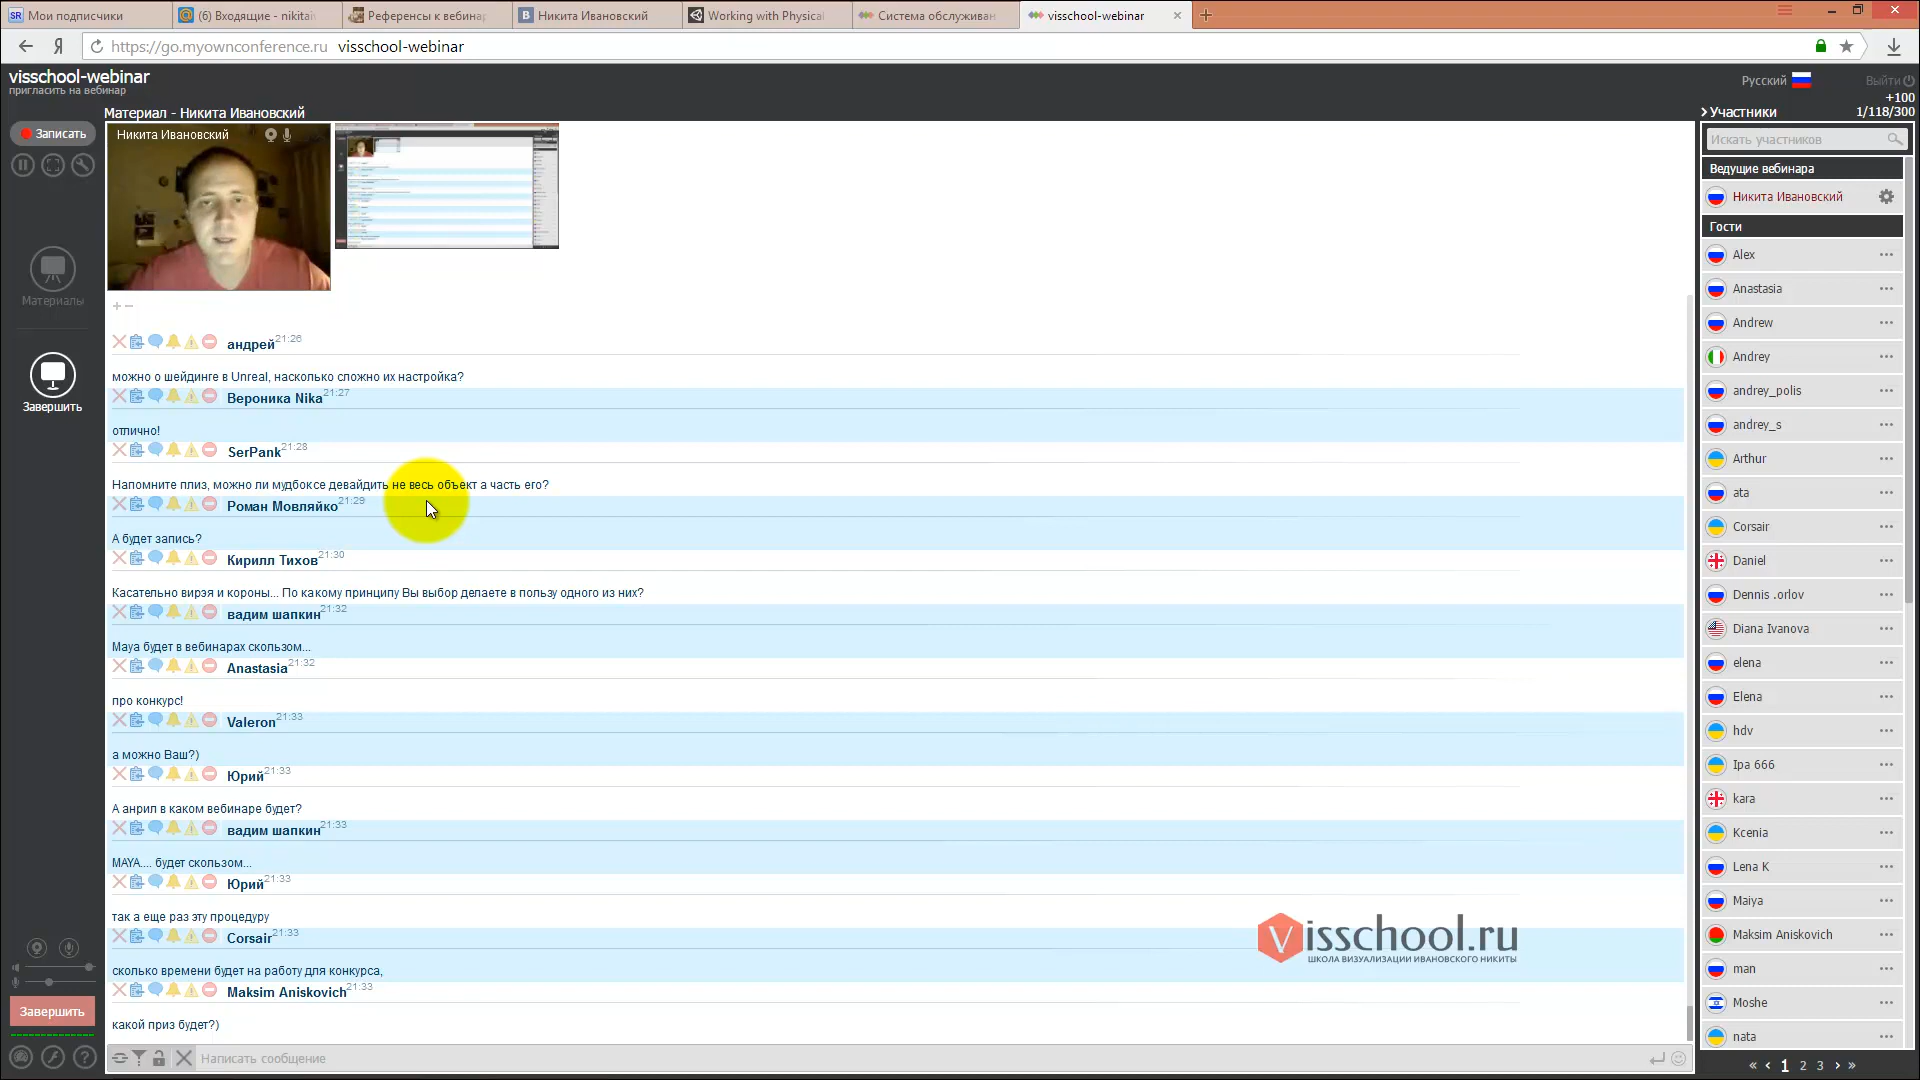 Мои подписчики
(6) Входящие - nikitai
Референсы к вебинар
Никита Ивановский
Working with Physical
Система обслуживан
visschool-webinar
https://go.myownconference.ru visschool-webinar
visschool-webinar
пригласить на вебинар
Русский
Выйти
+100
Материал - Никита Ивановский
Участники
1/118/300
Записать
Никита Ивановский
Искать участников
Ведущие вебинара
Никита Ивановский
Гости
Материалы
Завершить
андрей 21:26
можно о шейдинге в Unreal, насколько сложно их настройка?
Вероника Nika 21:27
отлично!
SerPank 21:28
Напомните плиз, можно ли мудбоксе девайдить не весь объект а часть его?
Роман Мовляйко 21:29
А будет запись?
Кирилл Тихов 21:30
Касательно вирэя и короны... По какому принципу Вы выбор делаете в пользу одного из них?
вадим шапкин 21:32
Maya будет в вебинарах скользом...
Anastasia 21:32
про конкурс!
Valeron 21:33
а можно Ваш?)
Юрий 21:33
А анрил в каком вебинаре будет?
вадим шапкин 21:33
MAYA.... будет скользом...
Юрий 21:33
так а еще раз эту процедуру
Corsair 21:33
сколько времени будет на работу для конкурса,
Maksim Aniskovich 21:33
какой приз будет?)
Написать сообщение
Завершить
Visschool.ru
ШКОЛА ВИЗУАЛИЗАЦИИ ИВАНОВСКОГО НИКИТЫ
Alex
Anastasia
Andrew
Andrey
andrey_polis
andrey_s
Arthur
ata
Corsair
Daniel
Dennis .orlov
Diana Ivanova
elena
Elena
hdv
Ipa 666
kara
Kcenia
Lena K
Maiya
Maksim Aniskovich
man
Moshe
nata
« ‹ 1 2 3 › »